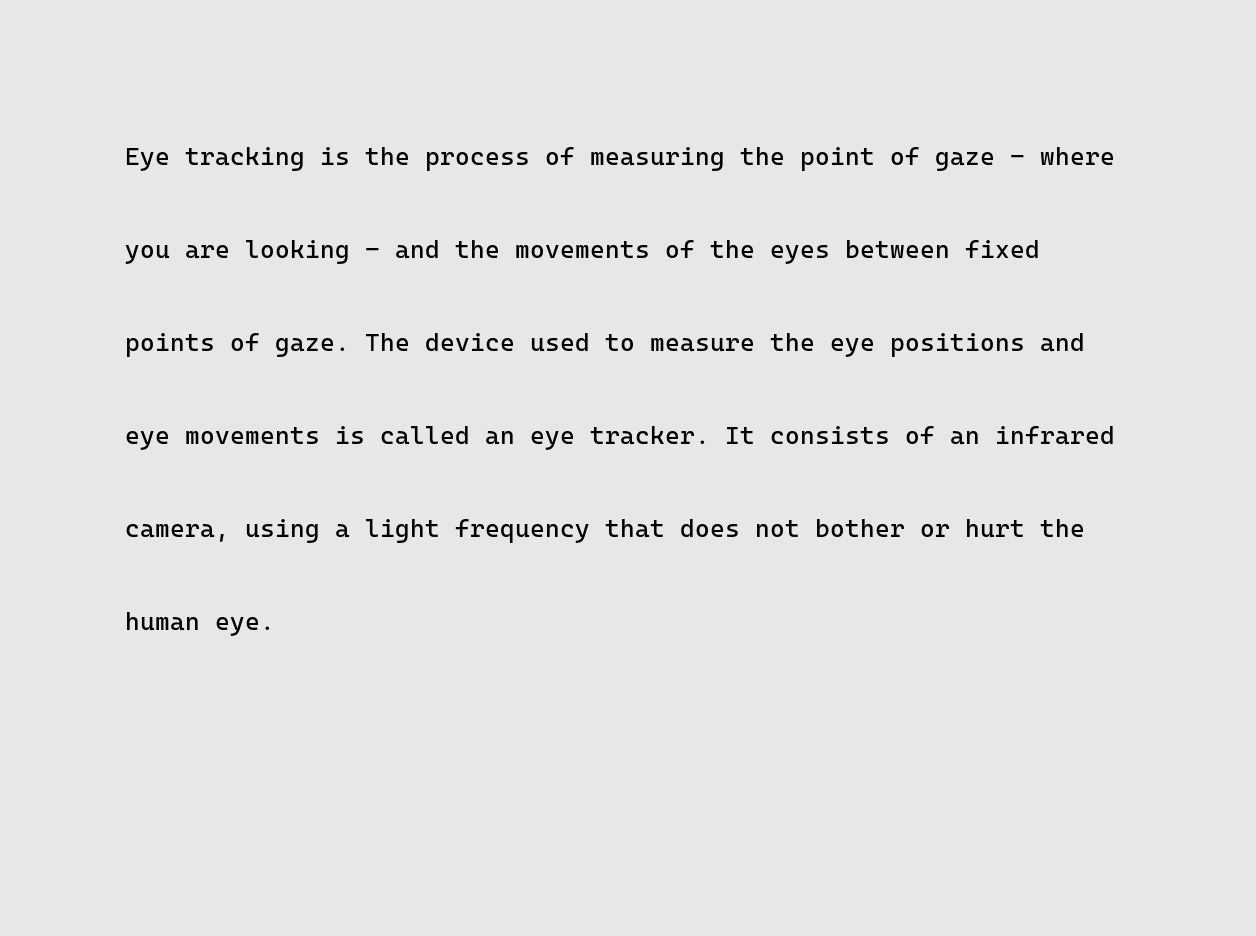 Eye tracking is the process of measuring the point of gaze – where
you are looking – and the movements of the eyes between fixed
points of gaze. The device used to measure the eye positions and
eye movements is called an eye tracker. It consists of an infrared
camera, using a light frequency that does not bother or hurt the
human eye.